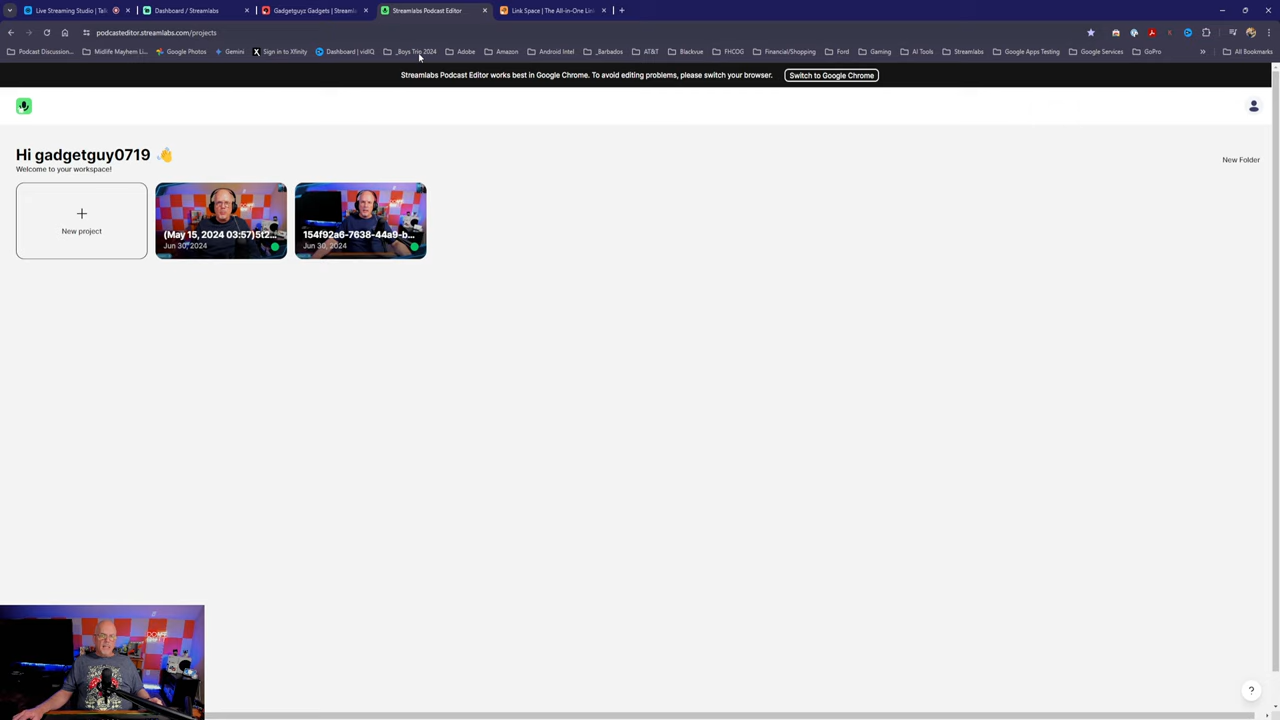 Live Streaming Studio | Talk
Dashboard / Streamlabs
Gadgetguyz Gadgets | Streaml
Streamlabs Podcast Editor
Link Space | The All-in-One Link
podcasteditor.streamlabs.com/projects
Podcast Discussion...
Midlife Mayhem Li...
Google Photos
Gemini
Sign in to Xfinity
Dashboard | vidIQ
_Boys Trip 2024
Adobe
Amazon
Android Intel
_Barbados
AT&T
Blackvue
FHCOG
Financial/Shopping
Ford
Gaming
AI Tools
Streamlabs
Google Apps Testing
Google Services
GoPro
All Bookmarks
Streamlabs Podcast Editor works best in Google Chrome. To avoid editing problems, please switch your browser.
Switch to Google Chrome
Hi gadgetguy0719 👋
Welcome to your workspace!
New Folder
New project
(May 15, 2024 03:57)5t2...
Jun 30, 2024
154f92a6-7638-44a9-b...
Jun 30, 2024
?